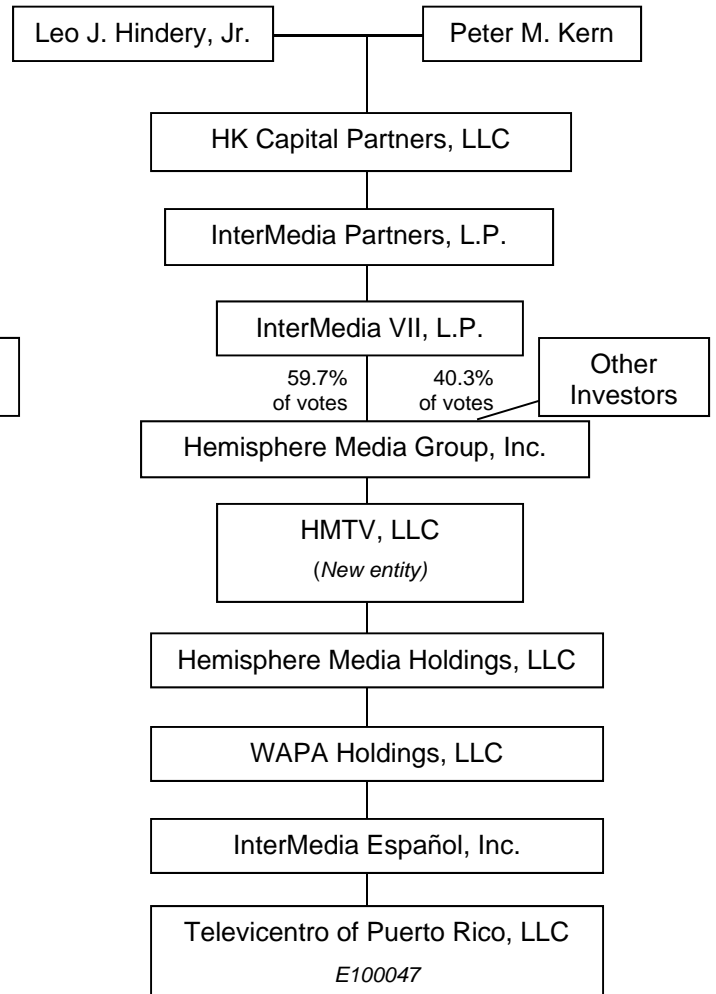 Leo J. Hindery, Jr.
Peter M. Kern
HK Capital Partners, LLC
InterMedia Partners, L.P.
InterMedia VII, L.P.
59.7%
of votes
40.3%
of votes
Other
Investors
Hemisphere Media Group, Inc.
HMTV, LLC
(New entity)
Hemisphere Media Holdings, LLC
WAPA Holdings, LLC
InterMedia Español, Inc.
Televicentro of Puerto Rico, LLC
E100047